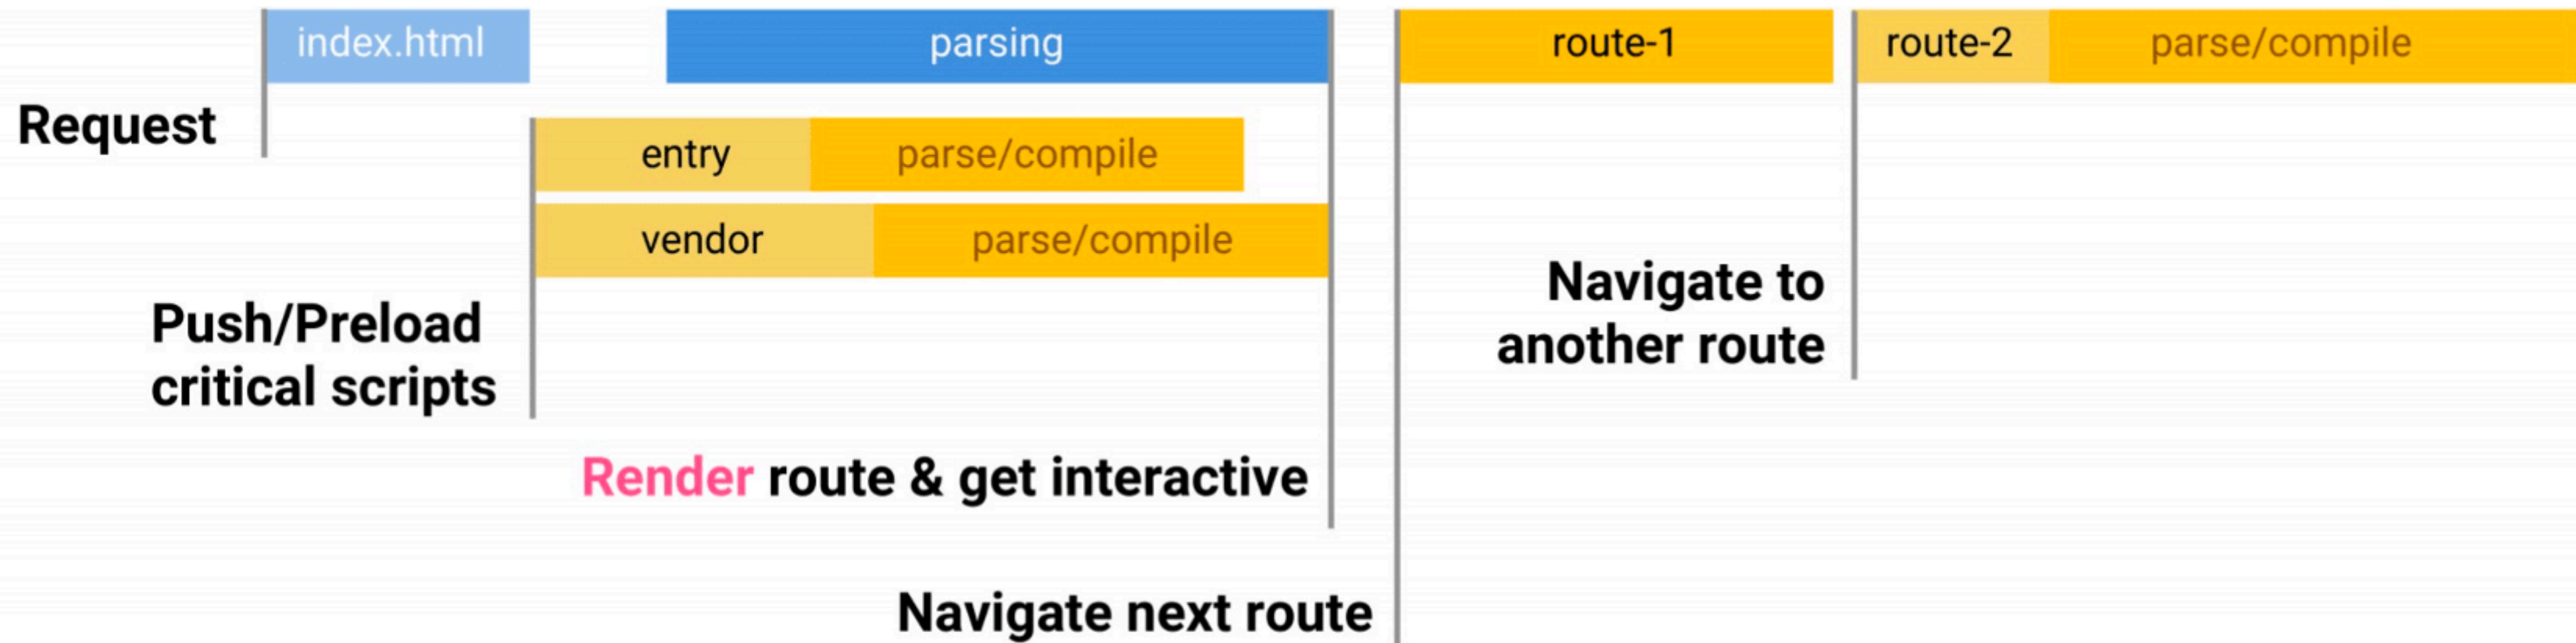 index.html
parsing
route-1
route-2
parse/compile
Request
entry
parse/compile
vendor
parse/compile
Push/Preload
critical scripts
Navigate to
another route
Render route & get interactive
Navigate next route